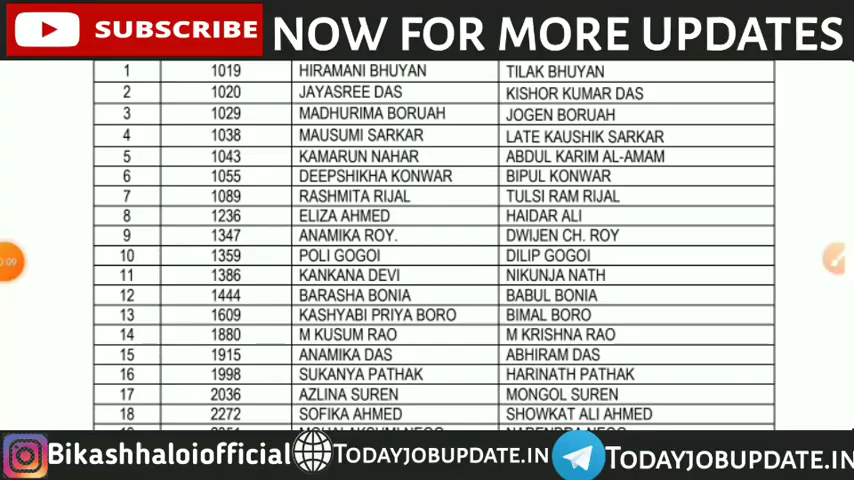 SUBSCRIBE NOW FOR MORE UPDATES
1 1019 HIRAMANI BHUYAN TILAK BHUYAN
2 1020 JAYASREE DAS KISHOR KUMAR DAS
3 1029 MADHURIMA BORUAH JOGEN BORUAH
4 1038 MAUSUMI SARKAR LATE KAUSHIK SARKAR
5 1043 KAMARUN NAHAR ABDUL KARIM AL-AMAM
6 1055 DEEPSHIKHA KONWAR BIPUL KONWAR
7 1089 RASHMITA RIJAL TULSI RAM RIJAL
8 1236 ELIZA AHMED HAIDAR ALI
9 1347 ANAMIKA ROY. DWIJEN CH. ROY
0:09
10 1359 POLI GOGOI DILIP GOGOI
11 1386 KANKANA DEVI NIKUNJA NATH
12 1444 BARASHA BONIA BABUL BONIA
13 1609 KASHYABI PRIYA BORO BIMAL BORO
14 1880 M KUSUM RAO M KRISHNA RAO
15 1915 ANAMIKA DAS ABHIRAM DAS
16 1998 SUKANYA PATHAK HARINATH PATHAK
17 2036 AZLINA SUREN MONGOL SUREN
18 2272 SOFIKA AHMED SHOWKAT ALI AHMED
Bikashhaloiofficial TODAYJOBUPDATE.IN TODAYJOBUPDATE.IN